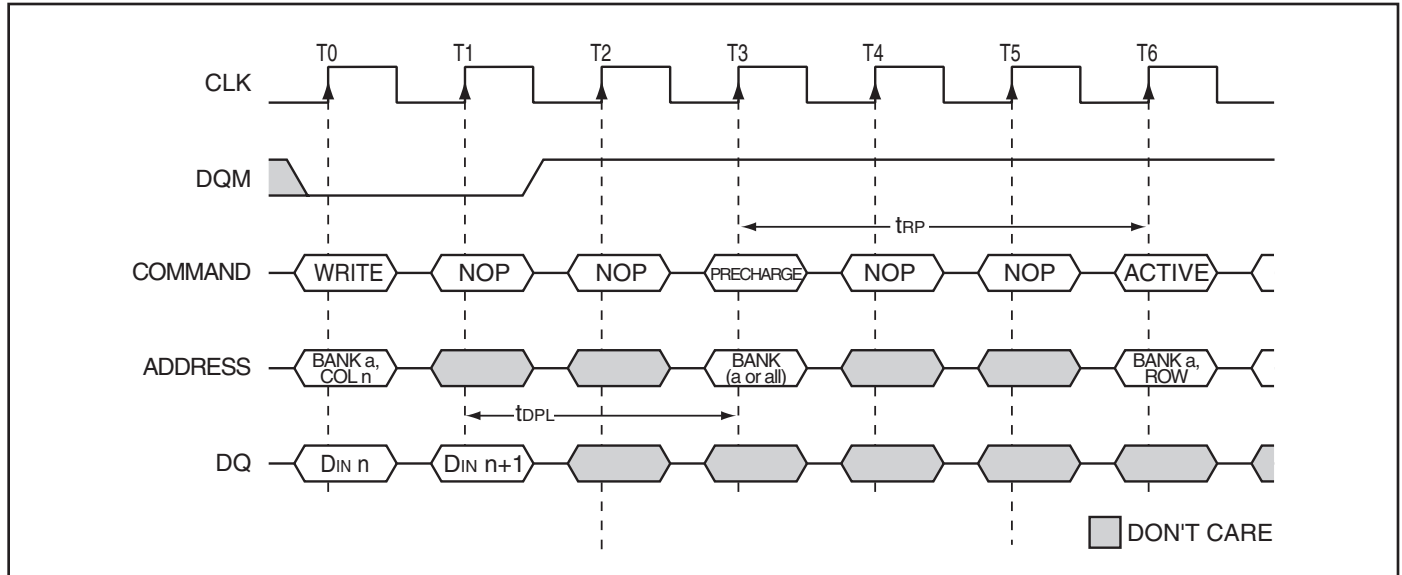 T0 T1 T2 T3 T4 T5 T6
CLK
DQM
tRP
COMMAND WRITE NOP NOP PRECHARGE NOP NOP ACTIVE
ADDRESS BANK a, COL n BANK (a or all) BANK a, ROW
tDPL
DQ DIN n DIN n+1
DON'T CARE